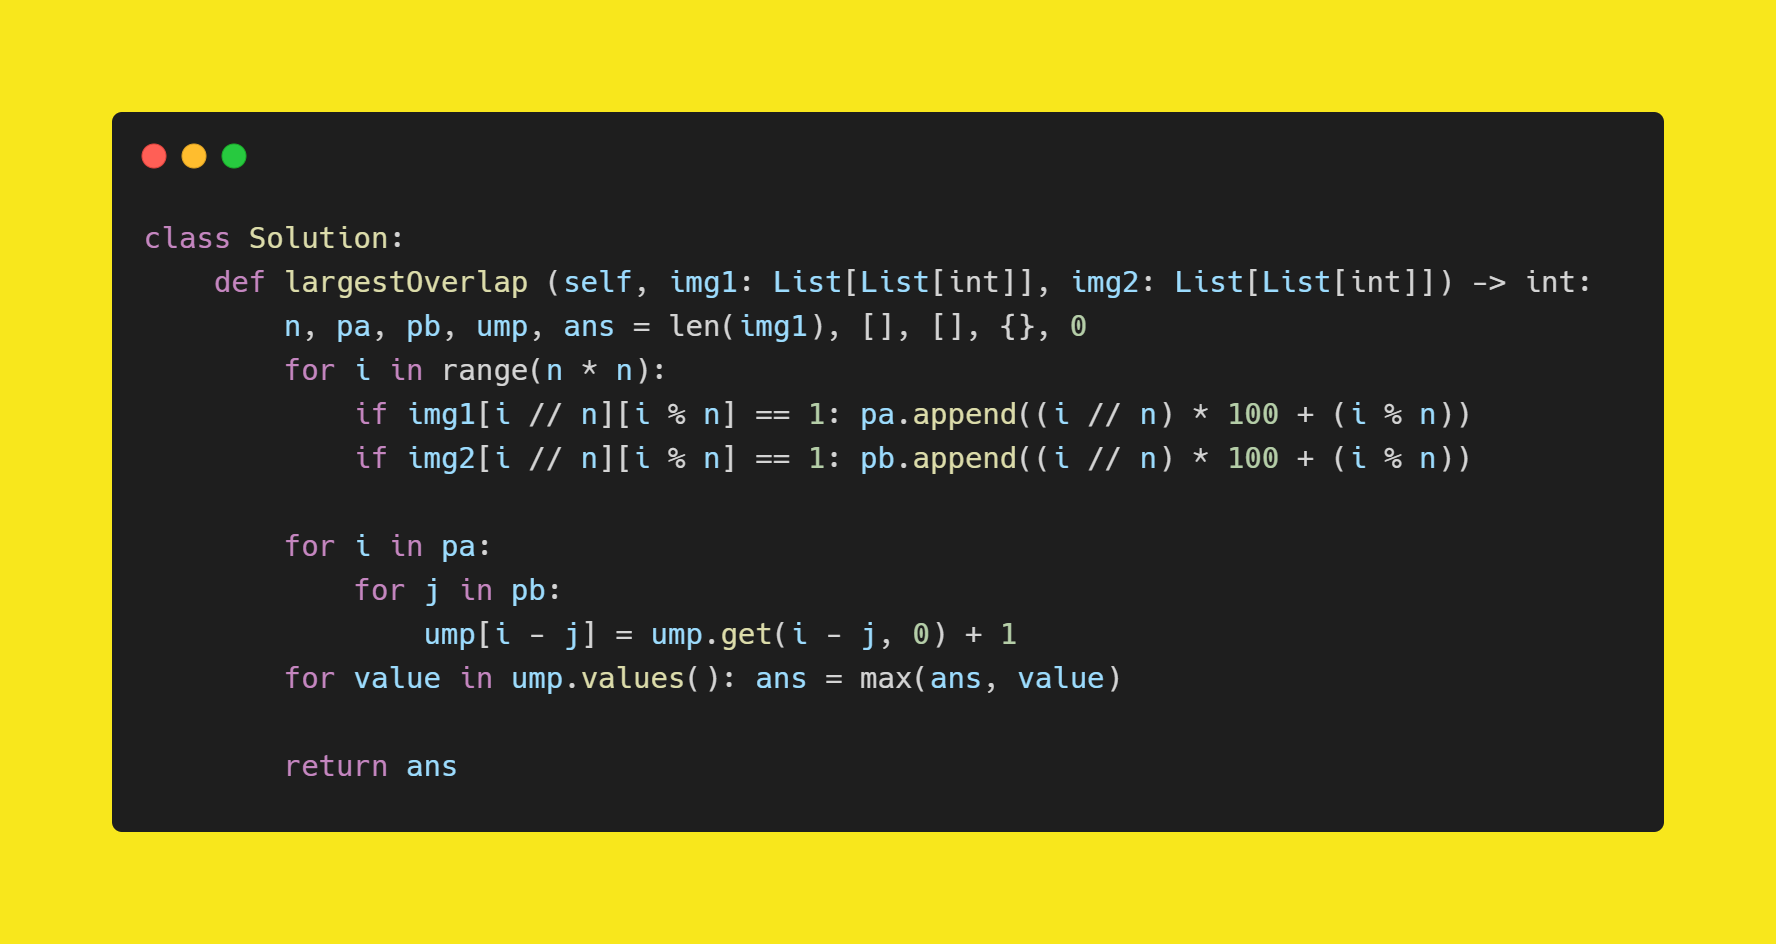 class Solution:
    def largestOverlap (self, img1: List[List[int]], img2: List[List[int]]) -> int:
        n, pa, pb, ump, ans = len(img1), [], [], {}, 0
        for i in range(n * n):
            if img1[i // n][i % n] == 1: pa.append((i // n) * 100 + (i % n))
            if img2[i // n][i % n] == 1: pb.append((i // n) * 100 + (i % n))

        for i in pa:
            for j in pb:
                ump[i - j] = ump.get(i - j, 0) + 1
        for value in ump.values(): ans = max(ans, value)

        return ans